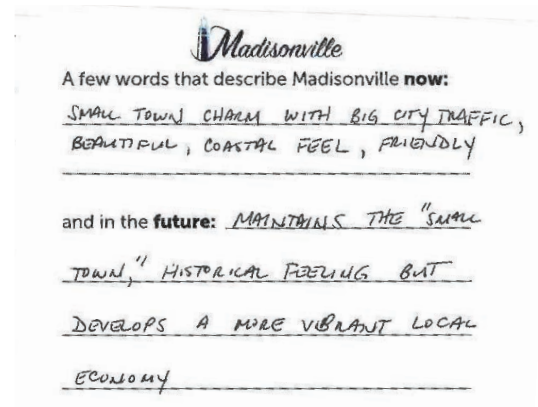 Madisonville
A few words that describe Madisonville now:
SMALL TOWN CHARM WITH BIG CITY TRAFFIC,
BEAUTIFUL, COASTAL FEEL, FRIENDLY
and in the future: MAINTAINS THE "SMALL
TOWN," HISTORICAL FEELING BUT
DEVELOPS A MORE VIBRANT LOCAL
ECONOMY